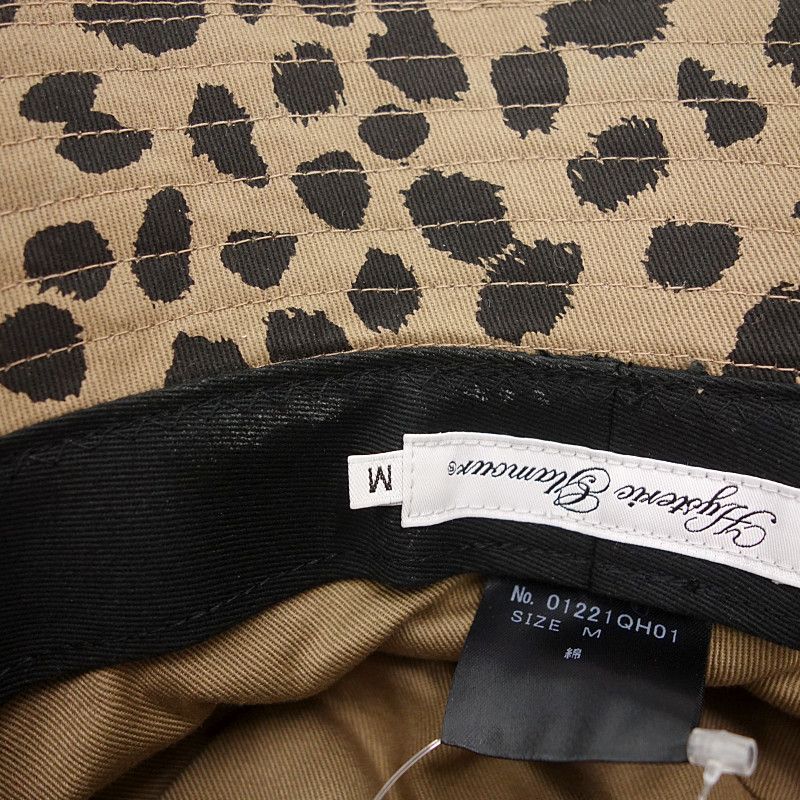 Hysteric Glamour®
M
No. 01221QH01
SIZE M
綿